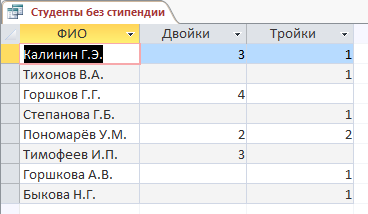 Студенты без стипендии
ФИО Двойки Тройки
Калинин Г.Э. 3 1
Тихонов В.А. 1
Горшков Г.Г. 4
Степанова Г.Б. 1
Пономарёв У.М. 2 2
Тимофеев И.П. 3
Горшкова А.В. 1
Быкова Н.Г. 1